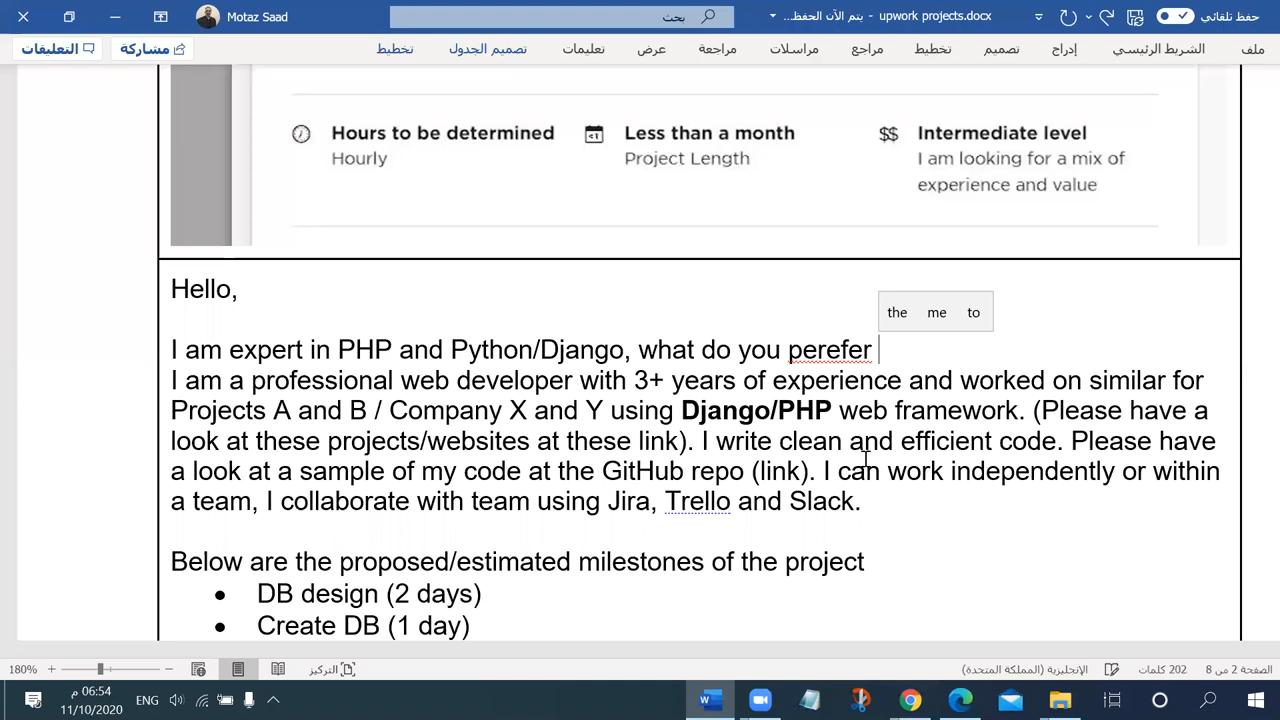 Motaz Saad
بحث
upwork projects.docx - يتم الآن الحفظ...
حفظ تلقائي
ملف الشريط الرئيسي إدراج تصميم تخطيط مراجع مراسلات مراجعة عرض تعليمات تصميم الجدول تخطيط
مشاركة
التعليقات
Hours to be determined
Hourly
<1
Less than a month
Project Length
$$
Intermediate level
I am looking for a mix of
experience and value
Hello,
the me to
I am expert in PHP and Python/Django, what do you perefer
I am a professional web developer with 3+ years of experience and worked on similar for
Projects A and B / Company X and Y using Django/PHP web framework. (Please have a
look at these projects/websites at these link). I write clean and efficient code. Please have
a look at a sample of my code at the GitHub repo (link). I can work independently or within
a team, I collaborate with team using Jira, Trello and Slack.
Below are the proposed/estimated milestones of the project
• DB design (2 days)
• Create DB (1 day)
الصفحة 2 من 8
202 كلمات
الإنجليزية (المملكة المتحدة)
التركيز
180%
ENG
06:54 م
11/10/2020